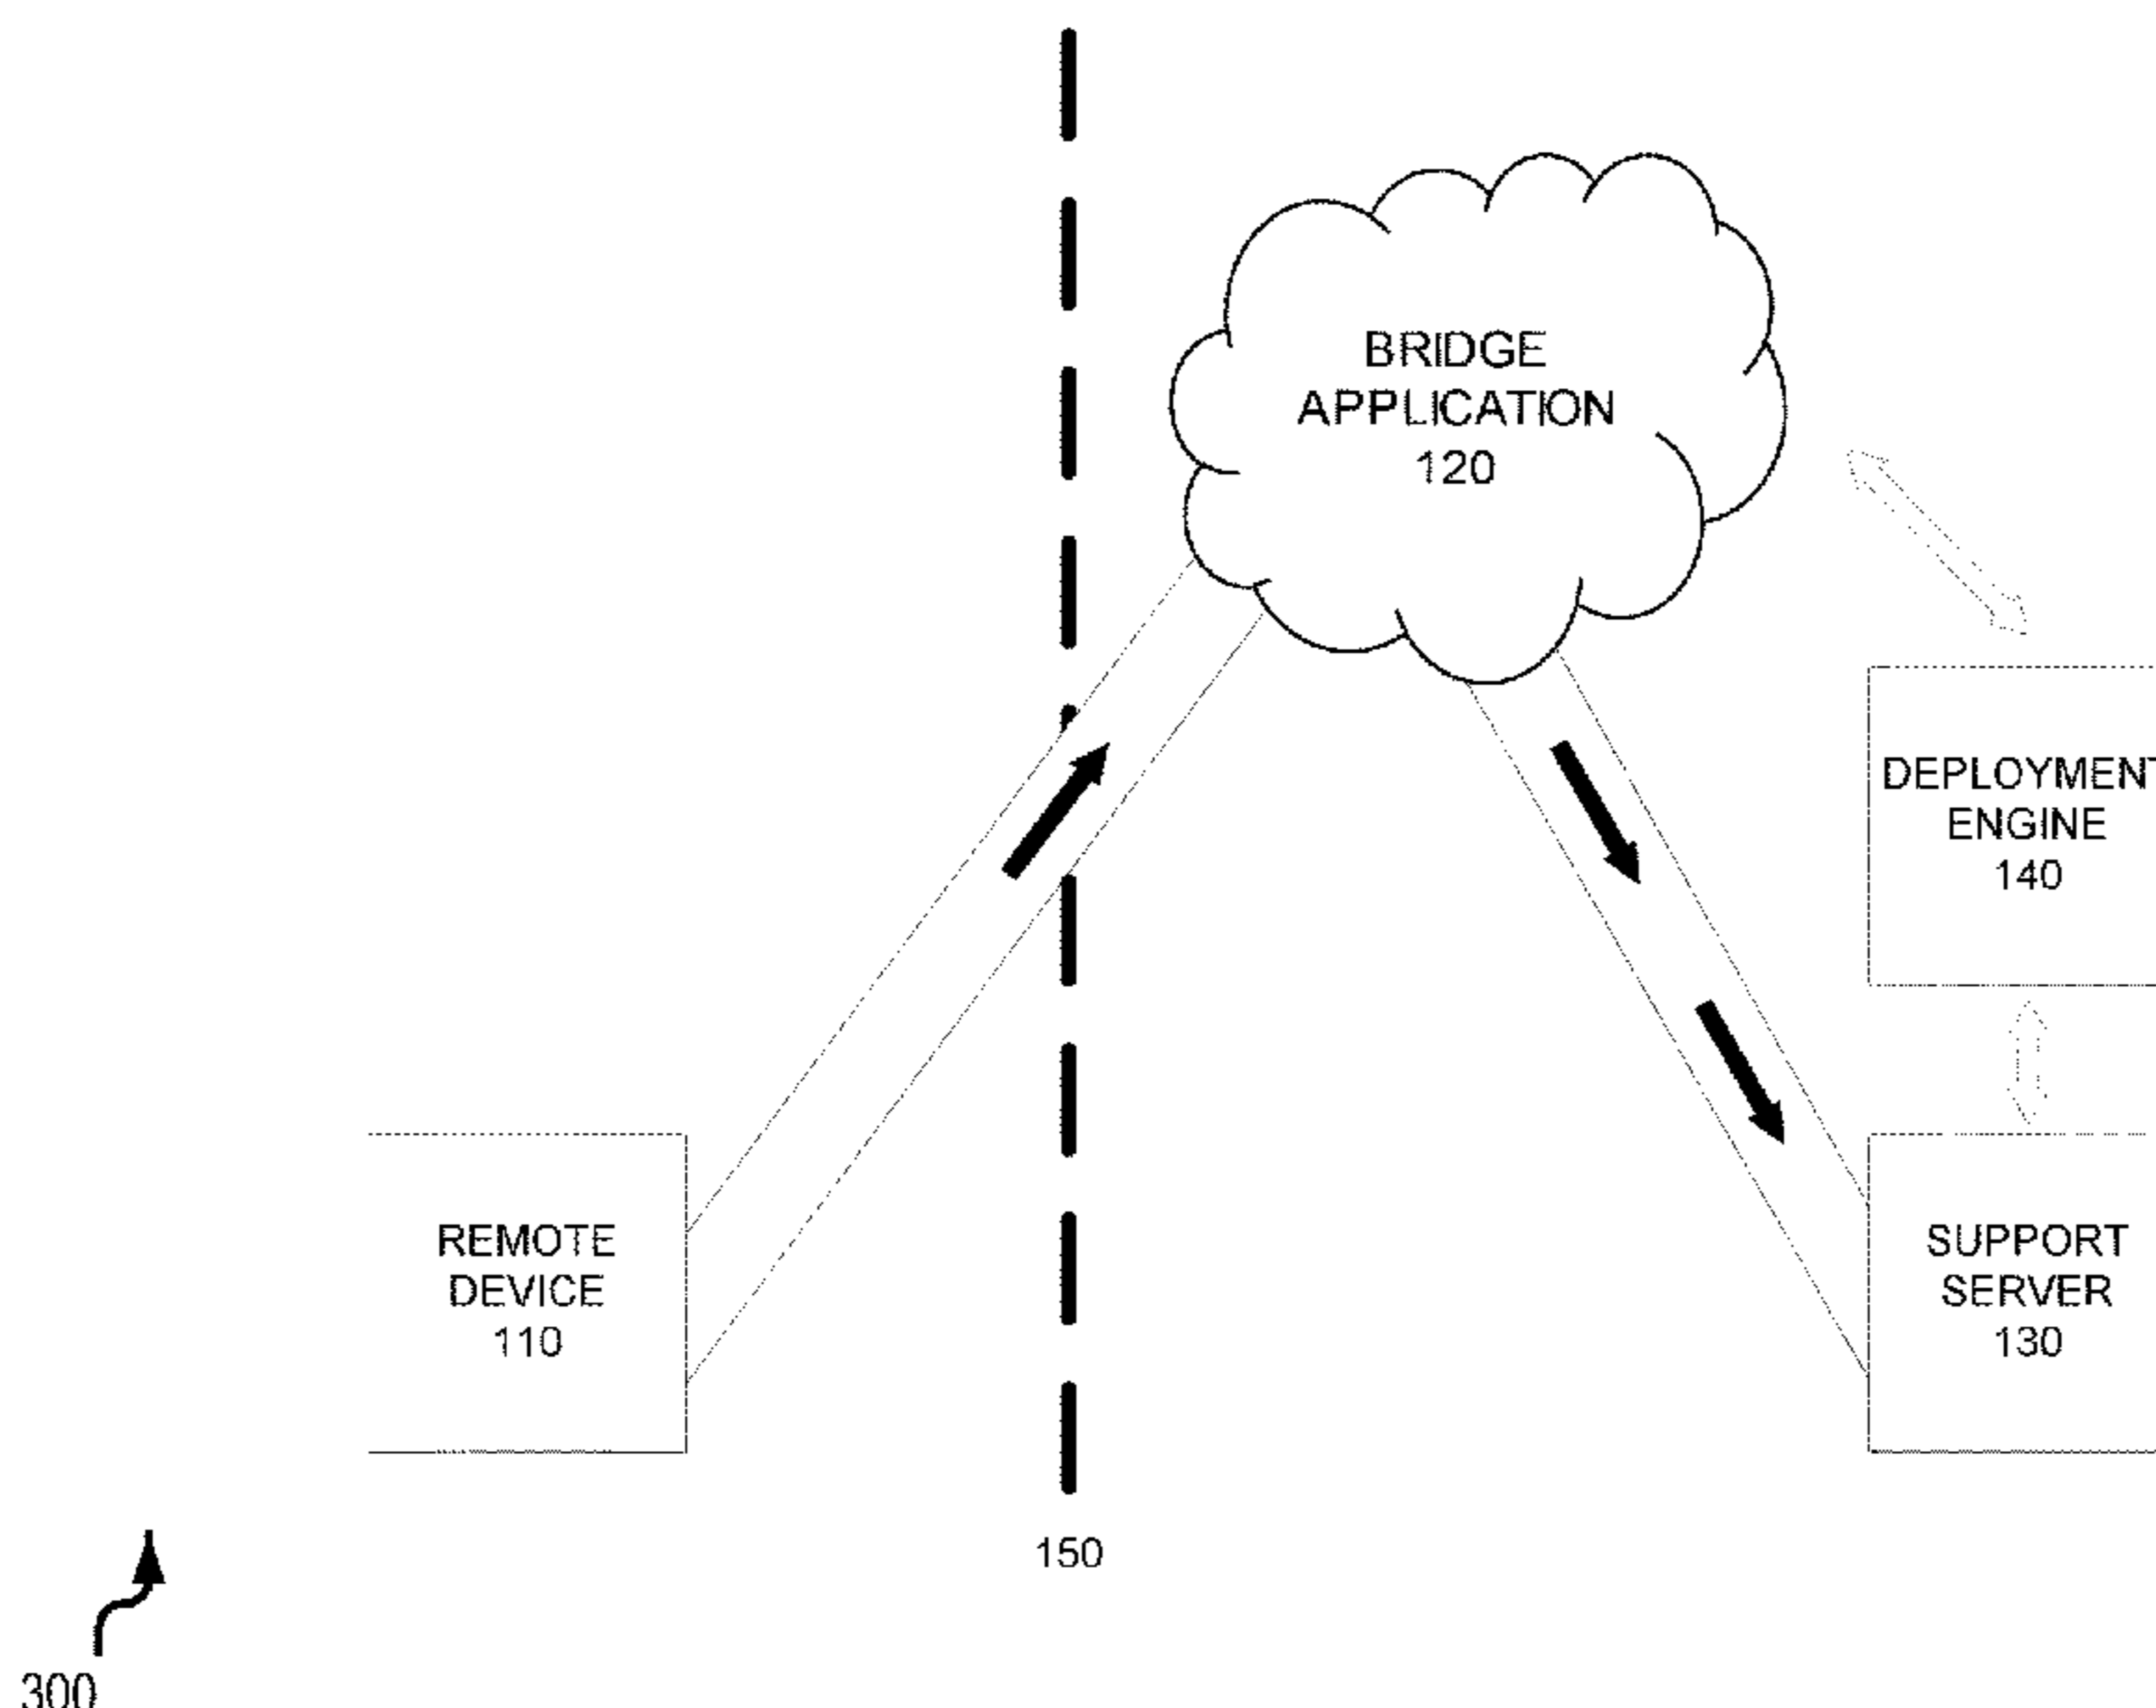 BRIDGE
APPLICATION
120
DEPLOYMENT
ENGINE
140
REMOTE
DEVICE
110
SUPPORT
SERVER
130
150
300